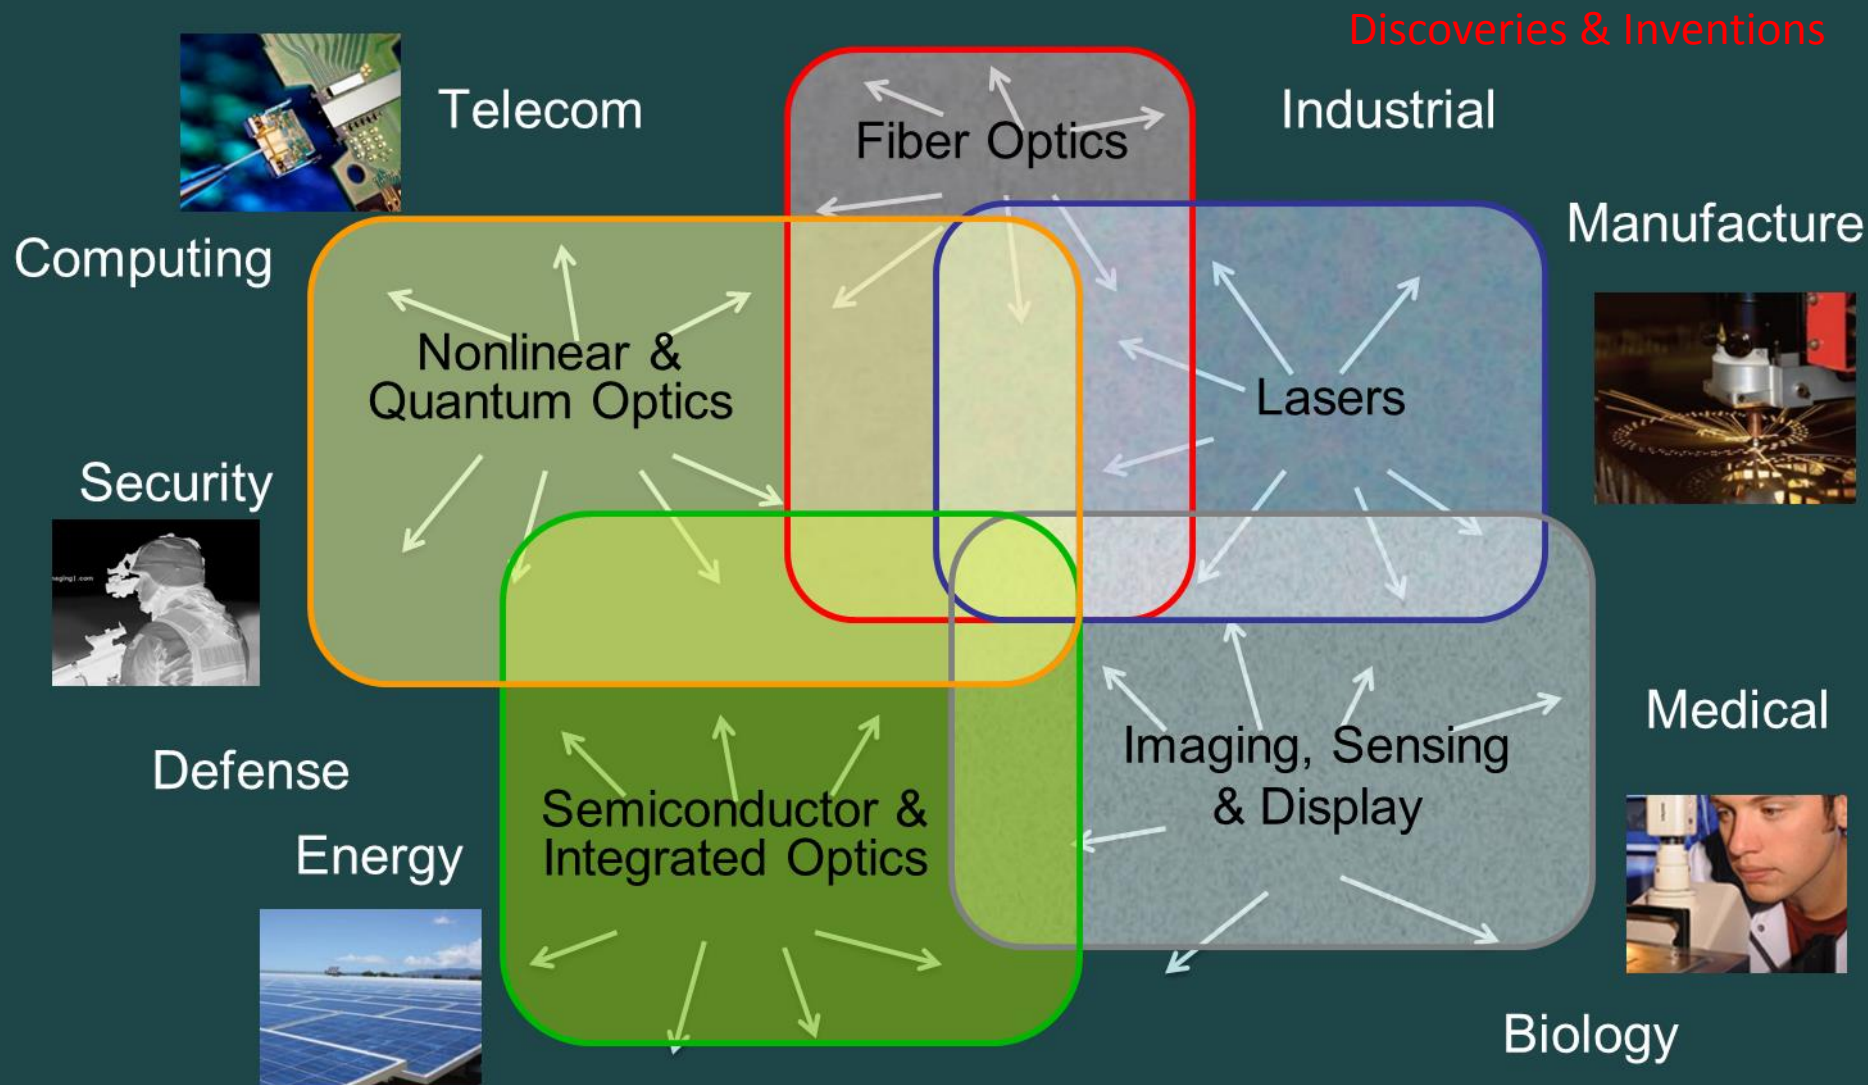 Discoveries & Inventions
Telecom
Fiber Optics
Industrial
Manufacture
Computing
Nonlinear &
Quantum Optics
Lasers
Security
Medical
Imaging, Sensing
& Display
Defense
Semiconductor &
Integrated Optics
Energy
Biology